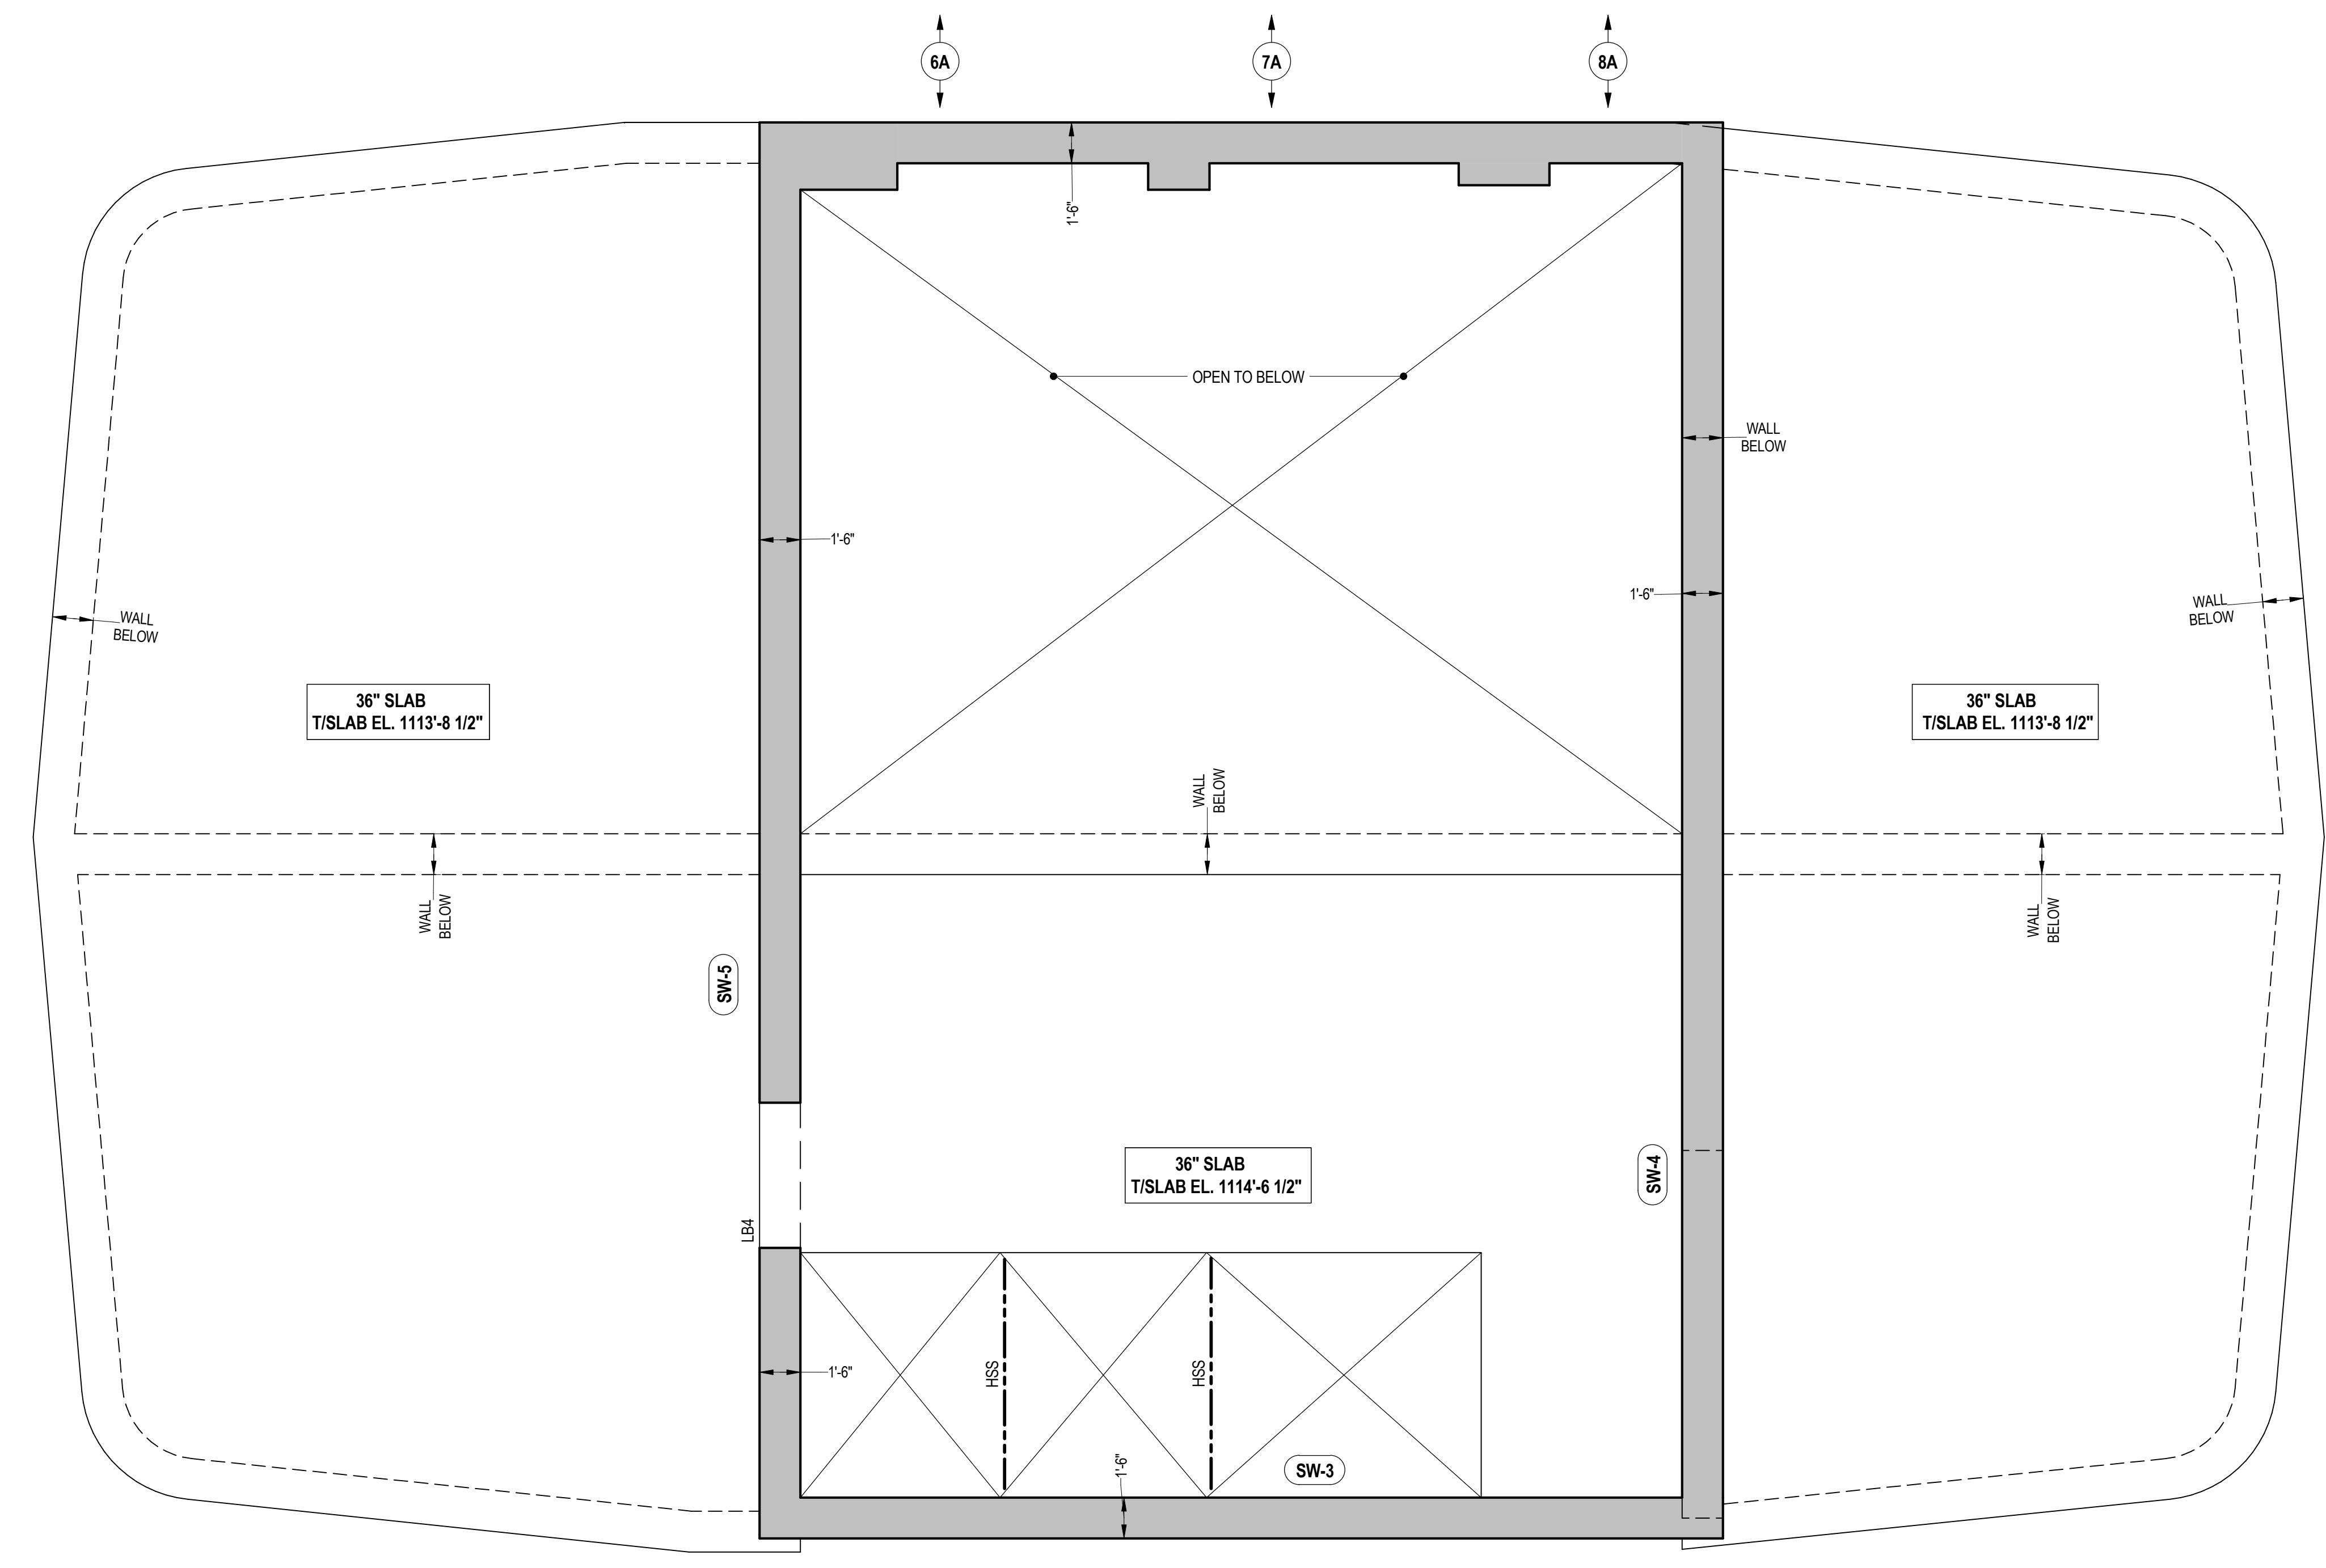 6A
7A
8A
1'-6"
OPEN TO BELOW
WALL
BELOW
1'-6"
1'-6"
WALL
BELOW
WALL
BELOW
36" SLAB
T/SLAB EL. 1113'-8 1/2"
36" SLAB
T/SLAB EL. 1113'-8 1/2"
WALL
BELOW
WALL
BELOW
WALL
BELOW
SW-5
36" SLAB
T/SLAB EL. 1114'-6 1/2"
SW-4
LB4
1'-6"
HSS
HSS
1'-6"
SW-3